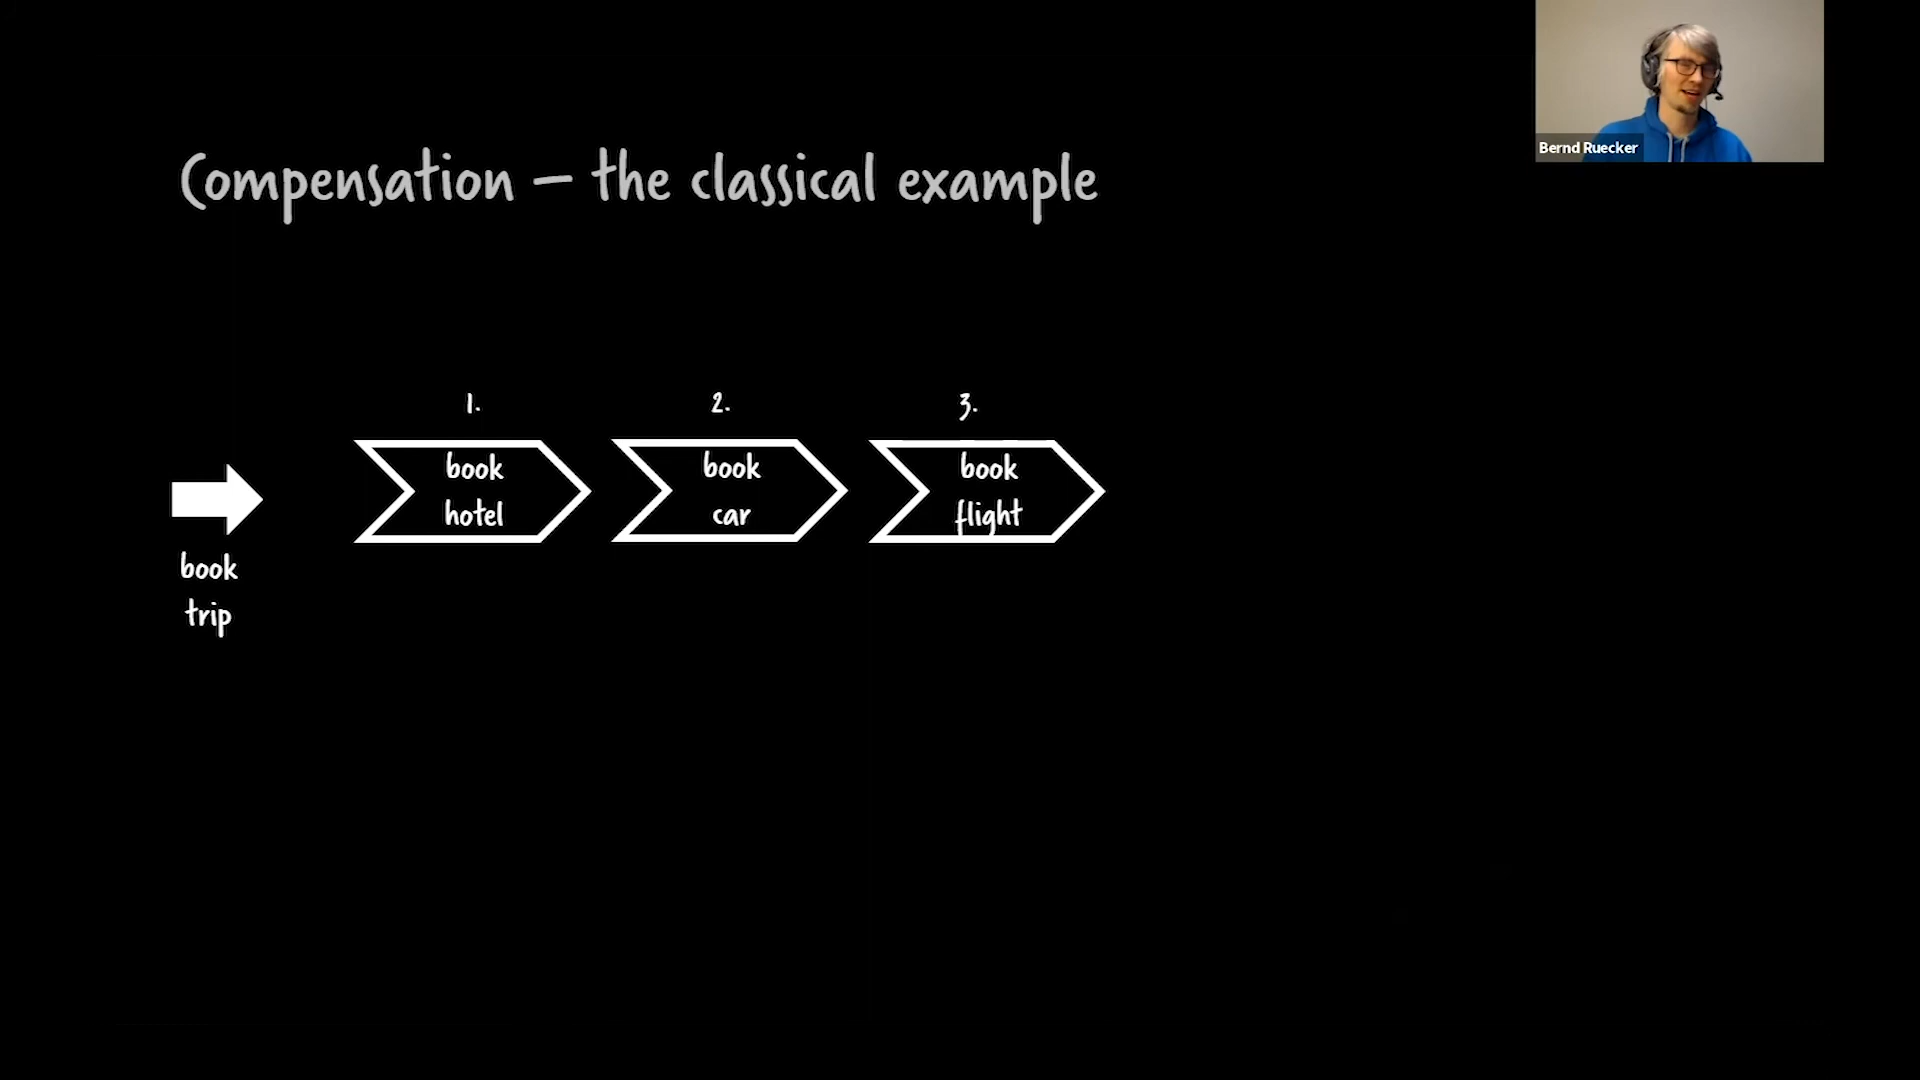 Bernd Ruecker
Compensation – the classical example
1.
2.
3.
book
hotel
book
car
book
flight
book
trip